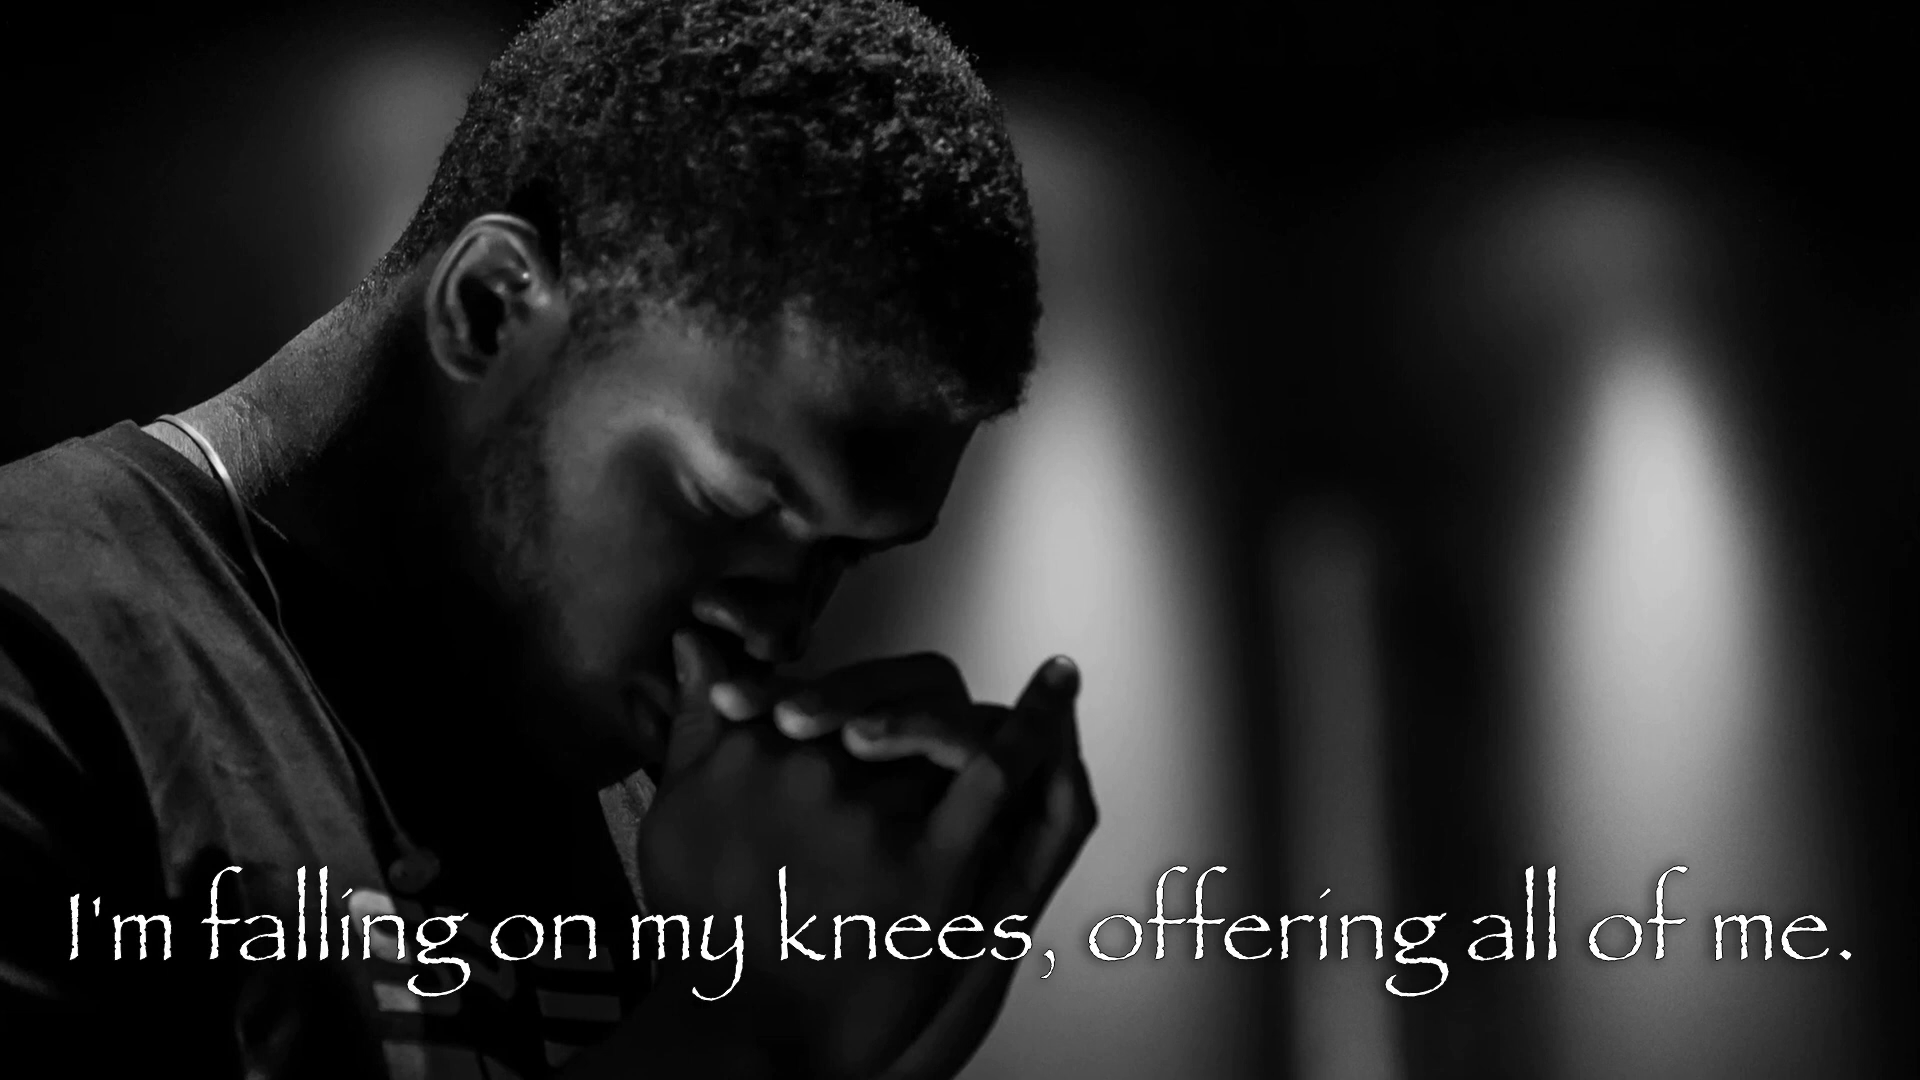 I'm falling on my knees, offering all of me.